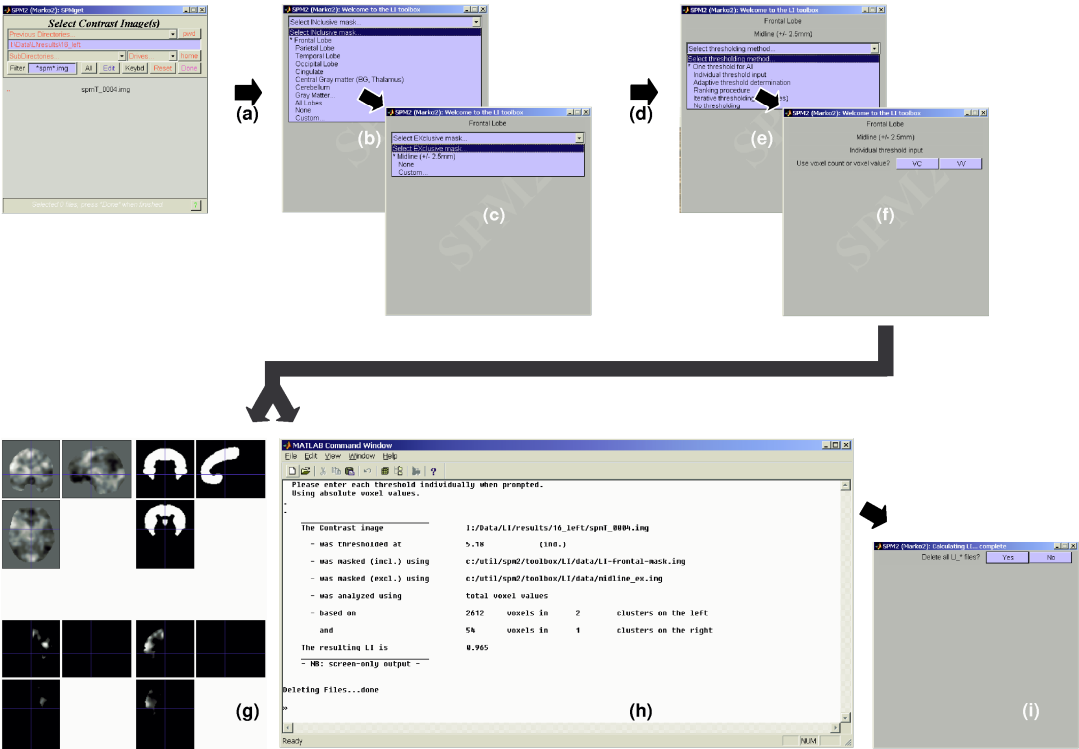 SPM2 (Marko2): SPMget
Select Contrast Image(s)
Previous Directories...
pwd
I:\Data\LI\results\16_left
SubDirectories...
Drives...
home
Filter
*spm*.img
All
Edit
Keybd
Reset
Done
..
spmT_0004.img
(a)
SPM2 (Marko2): Welcome to the LI toolbox
Select INclusive mask...
Select INclusive mask...
* Frontal Lobe
Parietal Lobe
Temporal Lobe
Occipital Lobe
Cingulate
Central Gray matter (BG, Thalamus)
Cerebellum
Gray Matter...
All Lobes
None
Custom...
(b)
SPM2 (Marko2): Welcome to the LI toolbox
Frontal Lobe
Select EXclusive mask...
Select EXclusive mask...
* Midline (+/- 2.5mm)
None
Custom...
(c)
SPM2
(d)
SPM2 (Marko2): Welcome to the LI toolbox
Frontal Lobe
Midline (+/- 2.5mm)
Select thresholding method...
Select thresholding method...
* One threshold for All
Individual threshold input
Adaptive threshold determination
Ranking procedure
Iterative thresholding
No thresholding
(e)
SPM2 (Marko2): Welcome to the LI toolbox
Frontal Lobe
Midline (+/- 2.5mm)
Individual threshold input
Use voxel count or voxel value?
VC
VV
(f)
SPM2
(g)
MATLAB Command Window
File Edit View Window Help
Please enter each threshold individually when prompted.
Using absolute voxel values.
The Contrast image I:/Data/LI/results/16_left/spmT_0004.img
- was thresholded at 5.18 (ind.)
- was masked (incl.) using c:/util/spm2/toolbox/LI/data/LI-frontal-mask.img
- was masked (excl.) using c:/util/spm2/toolbox/LI/data/midline_ex.img
- was analyzed using total voxel values
- based on 2612 voxels in 2 clusters on the left
and 54 voxels in 1 clusters on the right
The resulting LI is 0.965
- NB: screen-only output -
Deleting Files...done
»
Ready
NUM
(h)
SPM2 (Marko2): Calculating LI... complete
Delete all LI_* files?
Yes
No
(i)